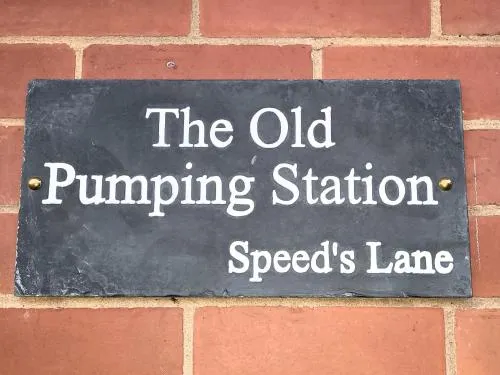 The Old
Pumping Station
Speed's Lane